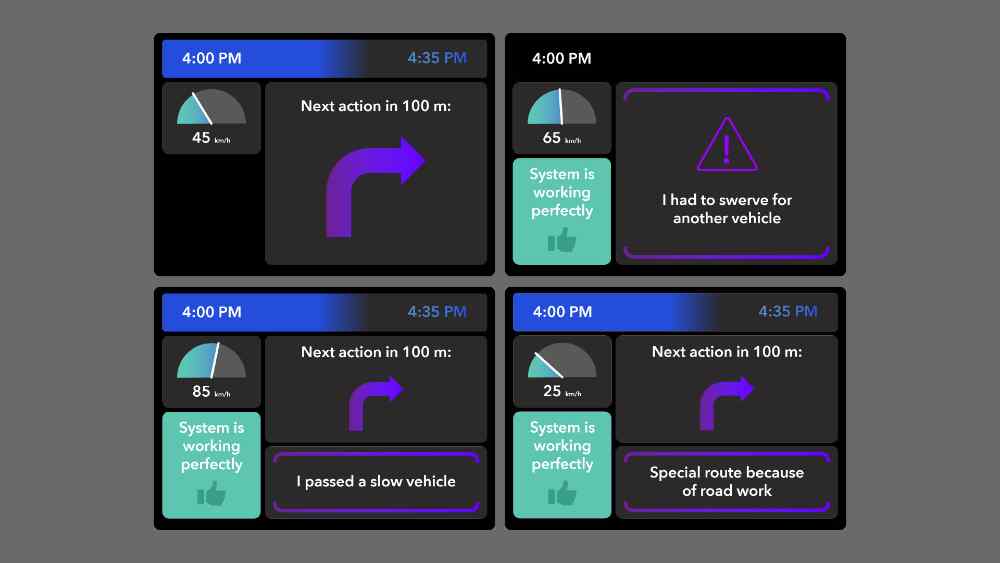 4:00 PM
4:35 PM
45 km/h
Next action in 100 m:
4:00 PM
65 km/h
System is
working
perfectly
I had to swerve for
another vehicle
4:00 PM
4:35 PM
85 km/h
Next action in 100 m:
System is
working
perfectly
I passed a slow vehicle
4:00 PM
4:35 PM
25 km/h
Next action in 100 m:
System is
working
perfectly
Special route because
of road work